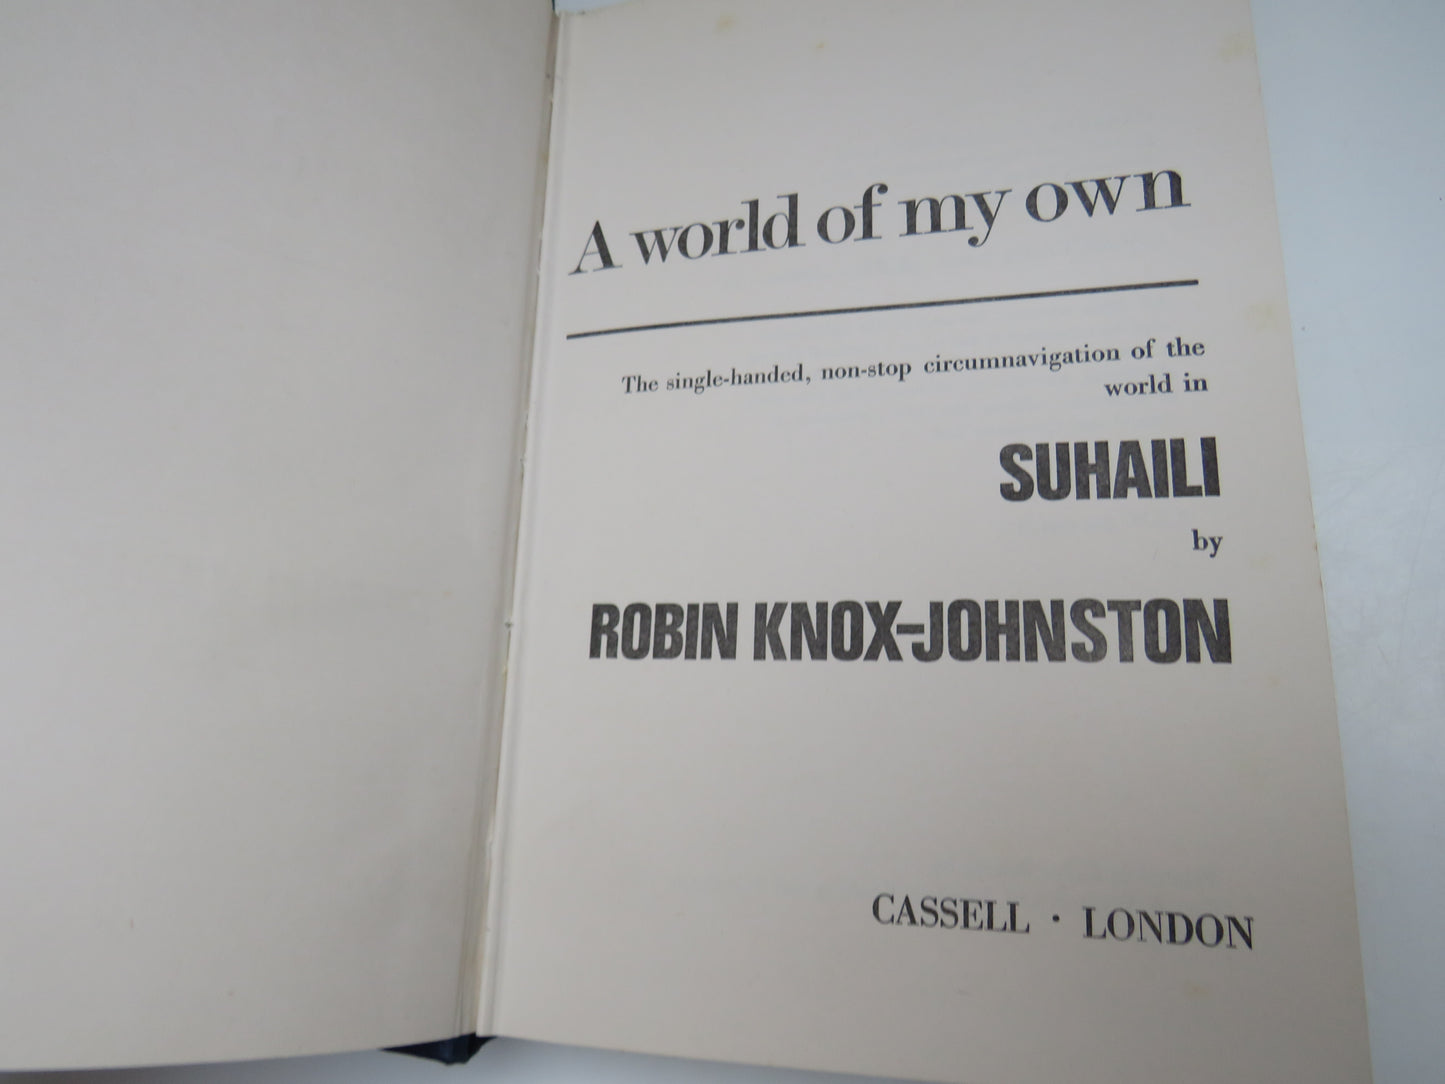 A world of my own
The single-handed, non-stop circumnavigation of the
world in
SUHAILI
by
ROBIN KNOX-JOHNSTON
CASSELL · LONDON